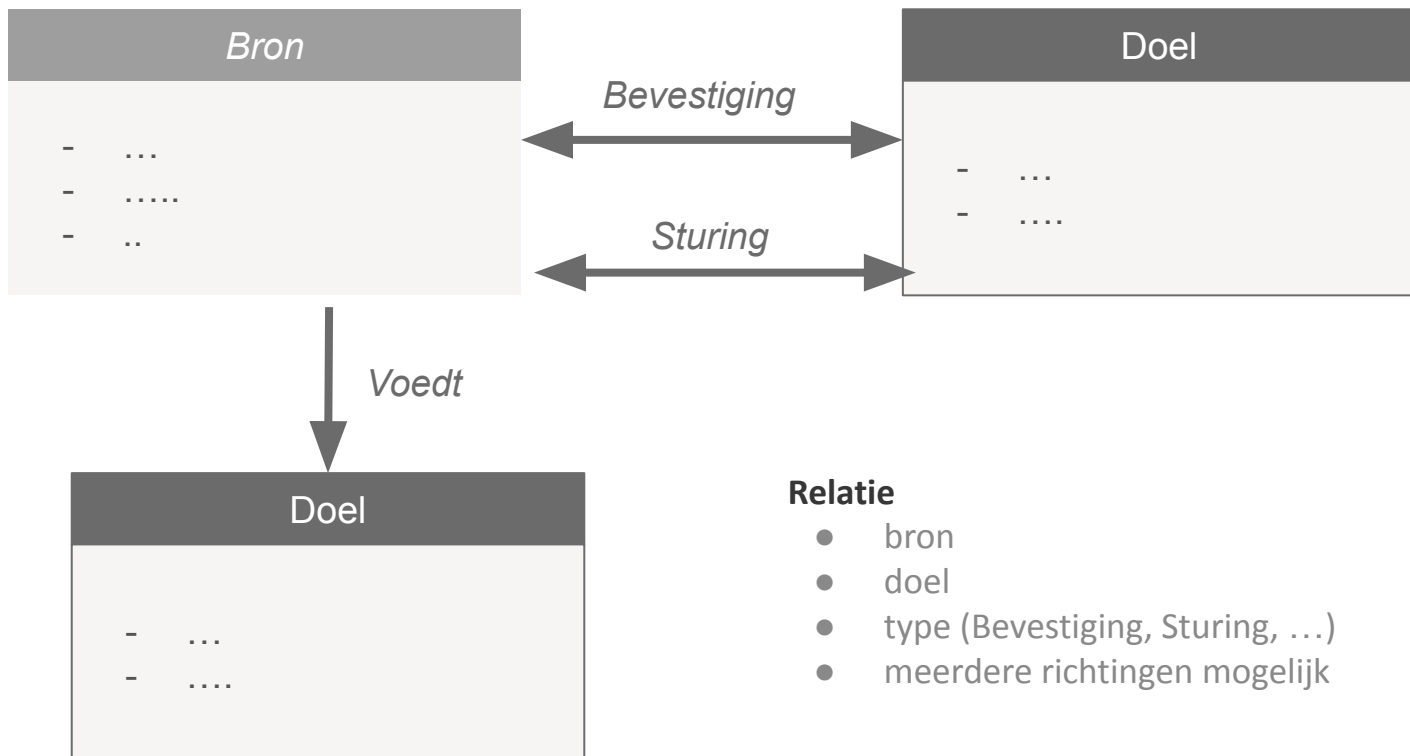 Bron
- ...
- .....
- ..
Bevestiging
Sturing
Doel
- ...
- ....
Voedt
Doel
- ...
- ....
Relatie
● bron
● doel
● type (Bevestiging, Sturing, ...)
● meerdere richtingen mogelijk